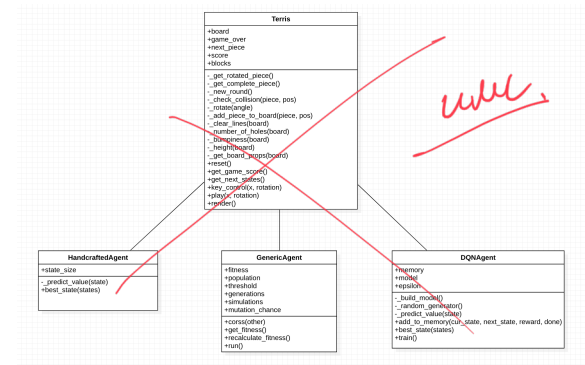 Terris
+board
+game_over
+next_piece
+score
+blocks
-_get_rotated_piece()
-_get_complete_piece()
-_new_round()
-_check_collision(piece, pos)
-_rotate(angle)
-_add_piece_to_board(piece, pos)
-_clear_lines(board)
-_number_of_holes(board)
-_bumpiness(board)
-_height(board)
-_get_board_props(board)
+reset()
+get_game_score()
+get_next_states()
+key_control(x, rotation)
+play(x, rotation)
+render()
HandcraftedAgent
+state_size
-_predict_value(state)
+best_state(states)
GenericAgent
+fitness
+population
+threshold
+generations
+simulations
+mutation_chance
+corss(other)
+get_fitness()
+recalculate_fitness()
+run()
DQNAgent
+memory
+model
+epsilon
-_build_model()
-_random_generator()
-_predict_value(state)
+add_to_memory(cur_state, next_state, reward, done)
+best_state(states)
+train()